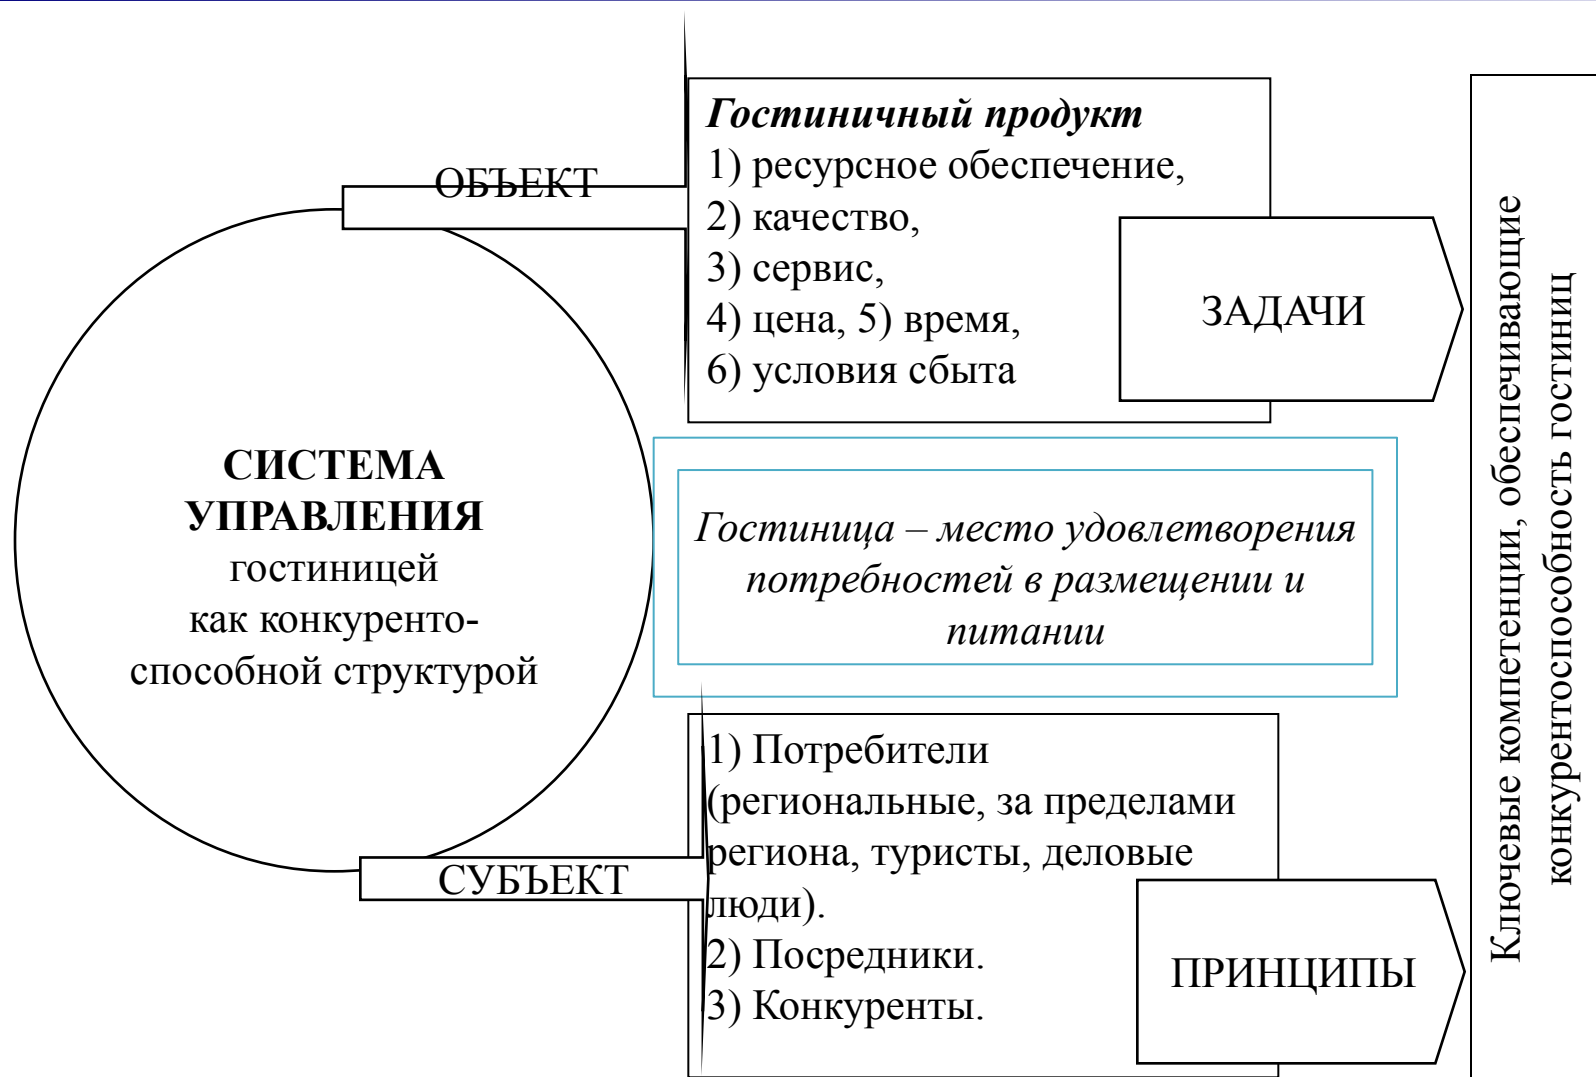 ОБЪЕКТ
Гостиничный продукт
1) ресурсное обеспечение,
2) качество,
3) сервис,
4) цена, 5) время,
6) условия сбыта
ЗАДАЧИ
СИСТЕМА
УПРАВЛЕНИЯ
гостиницей
как конкуренто-
способной структурой
Гостиница – место удовлетворения
потребностей в размещении и
питании
СУБЪЕКТ
1) Потребители
(региональные, за пределами
региона, туристы, деловые
люди).
2) Посредники.
3) Конкуренты.
ПРИНЦИПЫ
Ключевые компетенции, обеспечивающие
конкурентоспособность гостиниц